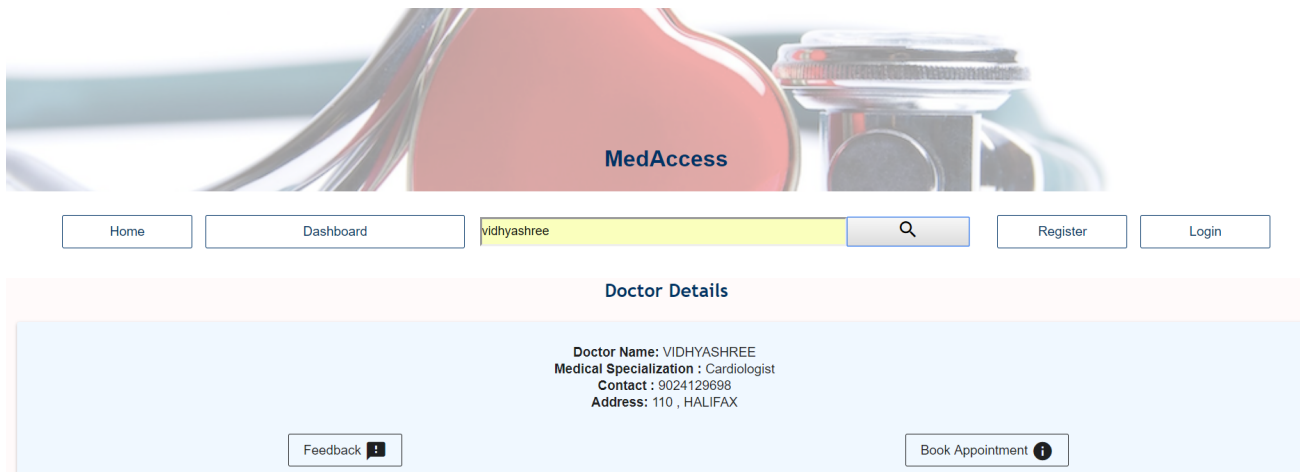 MedAccess
Home Dashboard vidhyashree Register Login
Doctor Details
Doctor Name: VIDHYASHREE
Medical Specialization : Cardiologist
Contact : 9024129698
Address: 110 , HALIFAX
Feedback Book Appointment